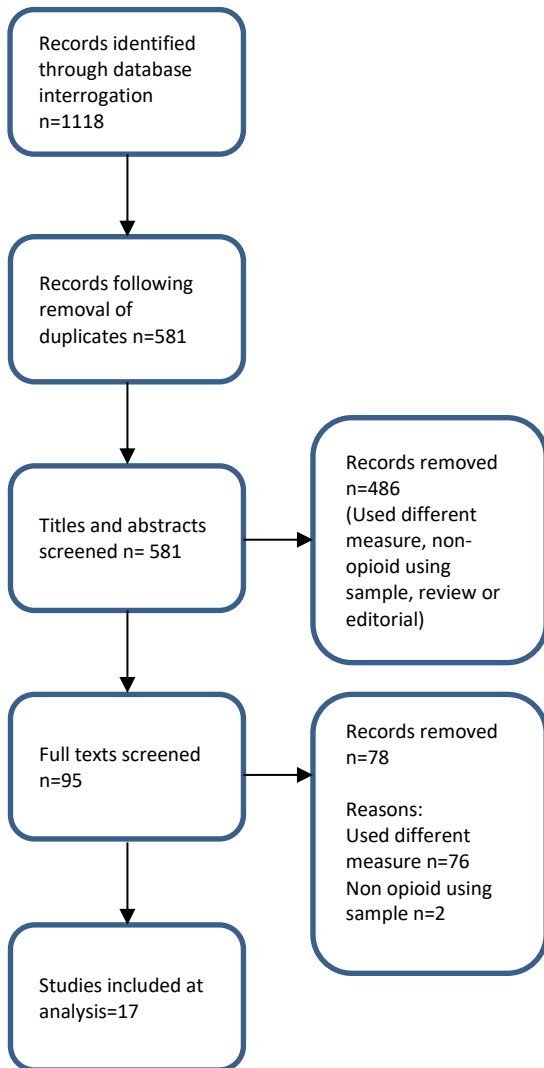 Records identified
through database
interrogation
n=1118
Records following
removal of
duplicates n=581
Titles and abstracts
screened n= 581
Records removed
n=486
(Used different
measure, non-
opioid using
sample, review or
editorial)
Full texts screened
n=95
Records removed
n=78
Reasons:
Used different
measure n=76
Non opioid using
sample n=2
Studies included at
analysis=17